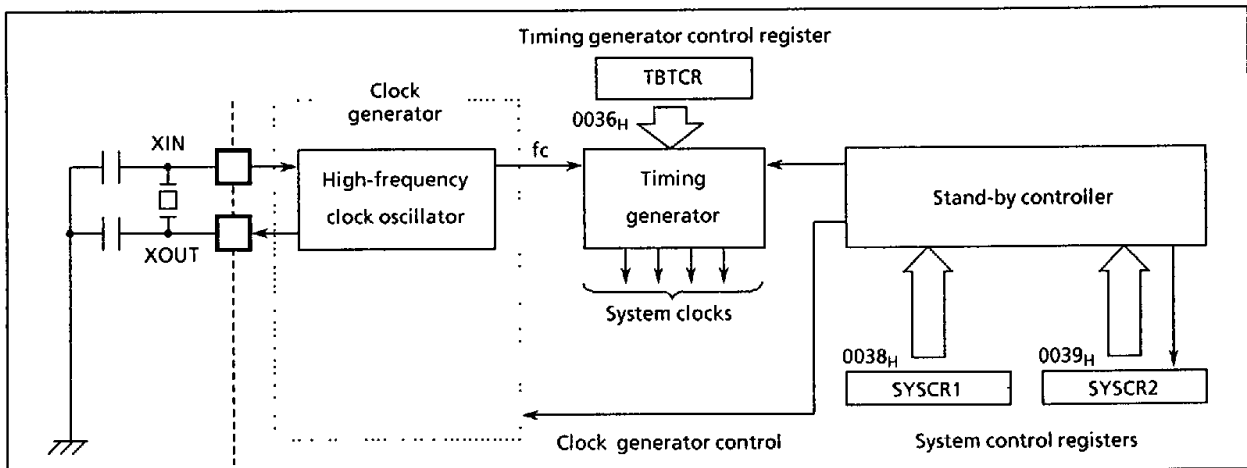 Timing generator control register
TBTCR
0036H
Clock
generator
XIN
XOUT
High-frequency
clock oscillator
fc
Timing
generator
System clocks
Stand-by controller
0038H
SYSCR1
0039H
SYSCR2
Clock generator control
System control registers